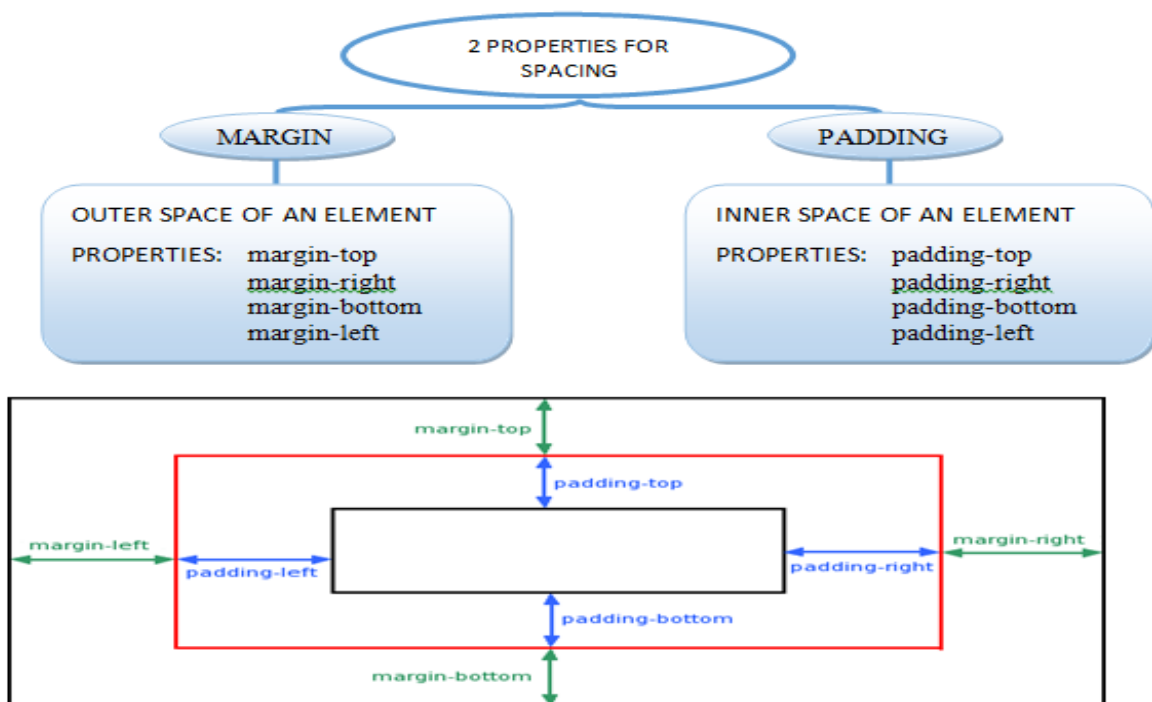 2 PROPERTIES FOR
SPACING
MARGIN
PADDING
OUTER SPACE OF AN ELEMENT
PROPERTIES: margin-top
margin-right
margin-bottom
margin-left
INNER SPACE OF AN ELEMENT
PROPERTIES: padding-top
padding-right
padding-bottom
padding-left
margin-top
padding-top
margin-left
padding-left
padding-right
margin-right
padding-bottom
margin-bottom